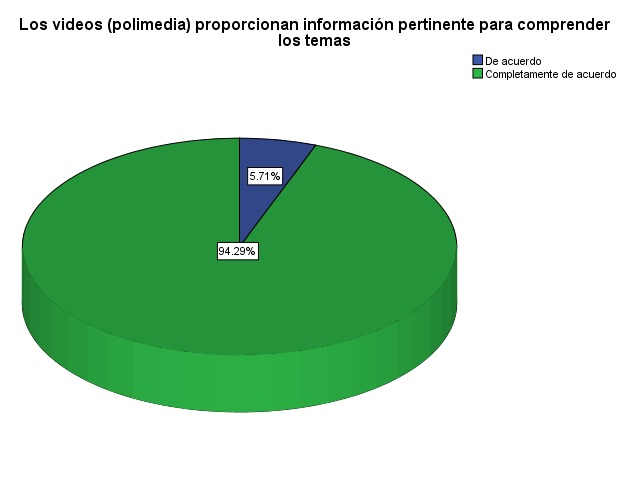 Los videos (polimedia) proporcionan información pertinente para comprender
los temas
De acuerdo
Completamente de acuerdo
5.71%
94.29%